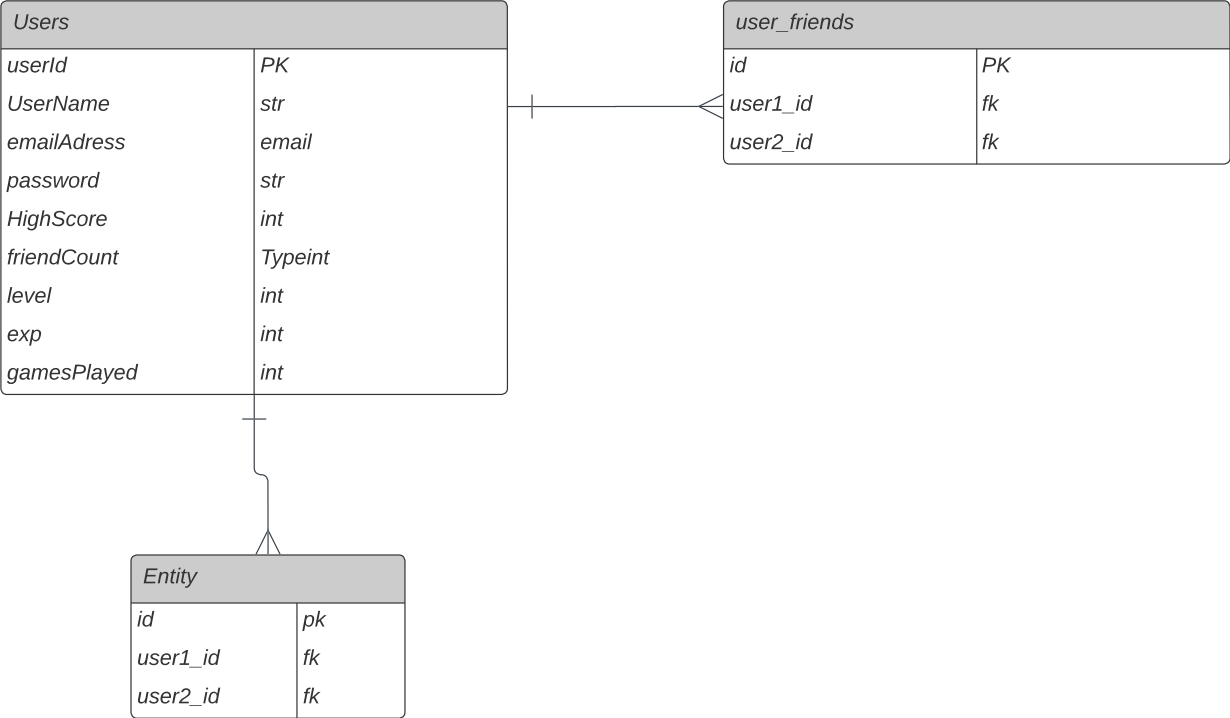 Users
userId PK
UserName str
emailAdress email
password str
HighScore int
friendCount Typeint
level int
exp int
gamesPlayed int
user_friends
id PK
user1_id fk
user2_id fk
Entity
id pk
user1_id fk
user2_id fk